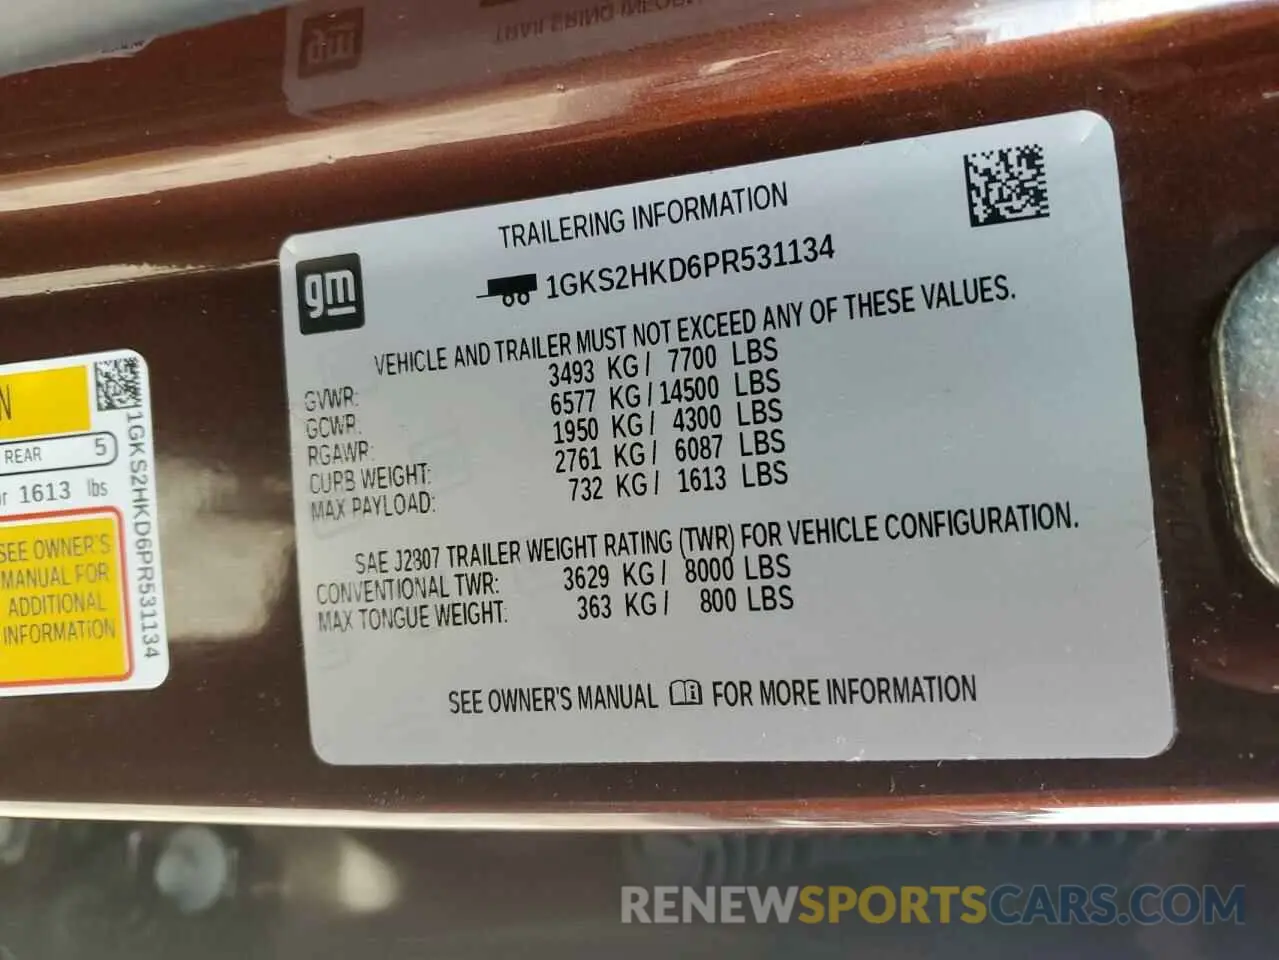 TRAILERING INFORMATION
gm
1GKS2HKD6PR531134
VEHICLE AND TRAILER MUST NOT EXCEED ANY OF THESE VALUES.
GVWR: 3493 KG/ 7700 LBS
GCWR: 6577 KG/14500 LBS
RGAWR: 1950 KG/ 4300 LBS
CURB WEIGHT: 2761 KG/ 6087 LBS
MAX PAYLOAD: 732 KG/ 1613 LBS
SAE J2807 TRAILER WEIGHT RATING (TWR) FOR VEHICLE CONFIGURATION.
CONVENTIONAL TWR: 3629 KG/ 8000 LBS
MAX TONGUE WEIGHT: 363 KG/ 800 LBS
SEE OWNER'S MANUAL FOR MORE INFORMATION
N
REAR 5
1613 lbs
SEE OWNER'S
MANUAL FOR
ADDITIONAL
INFORMATION
1GKS2HKD6PR531134
RENEWSPORTSCARS.COM